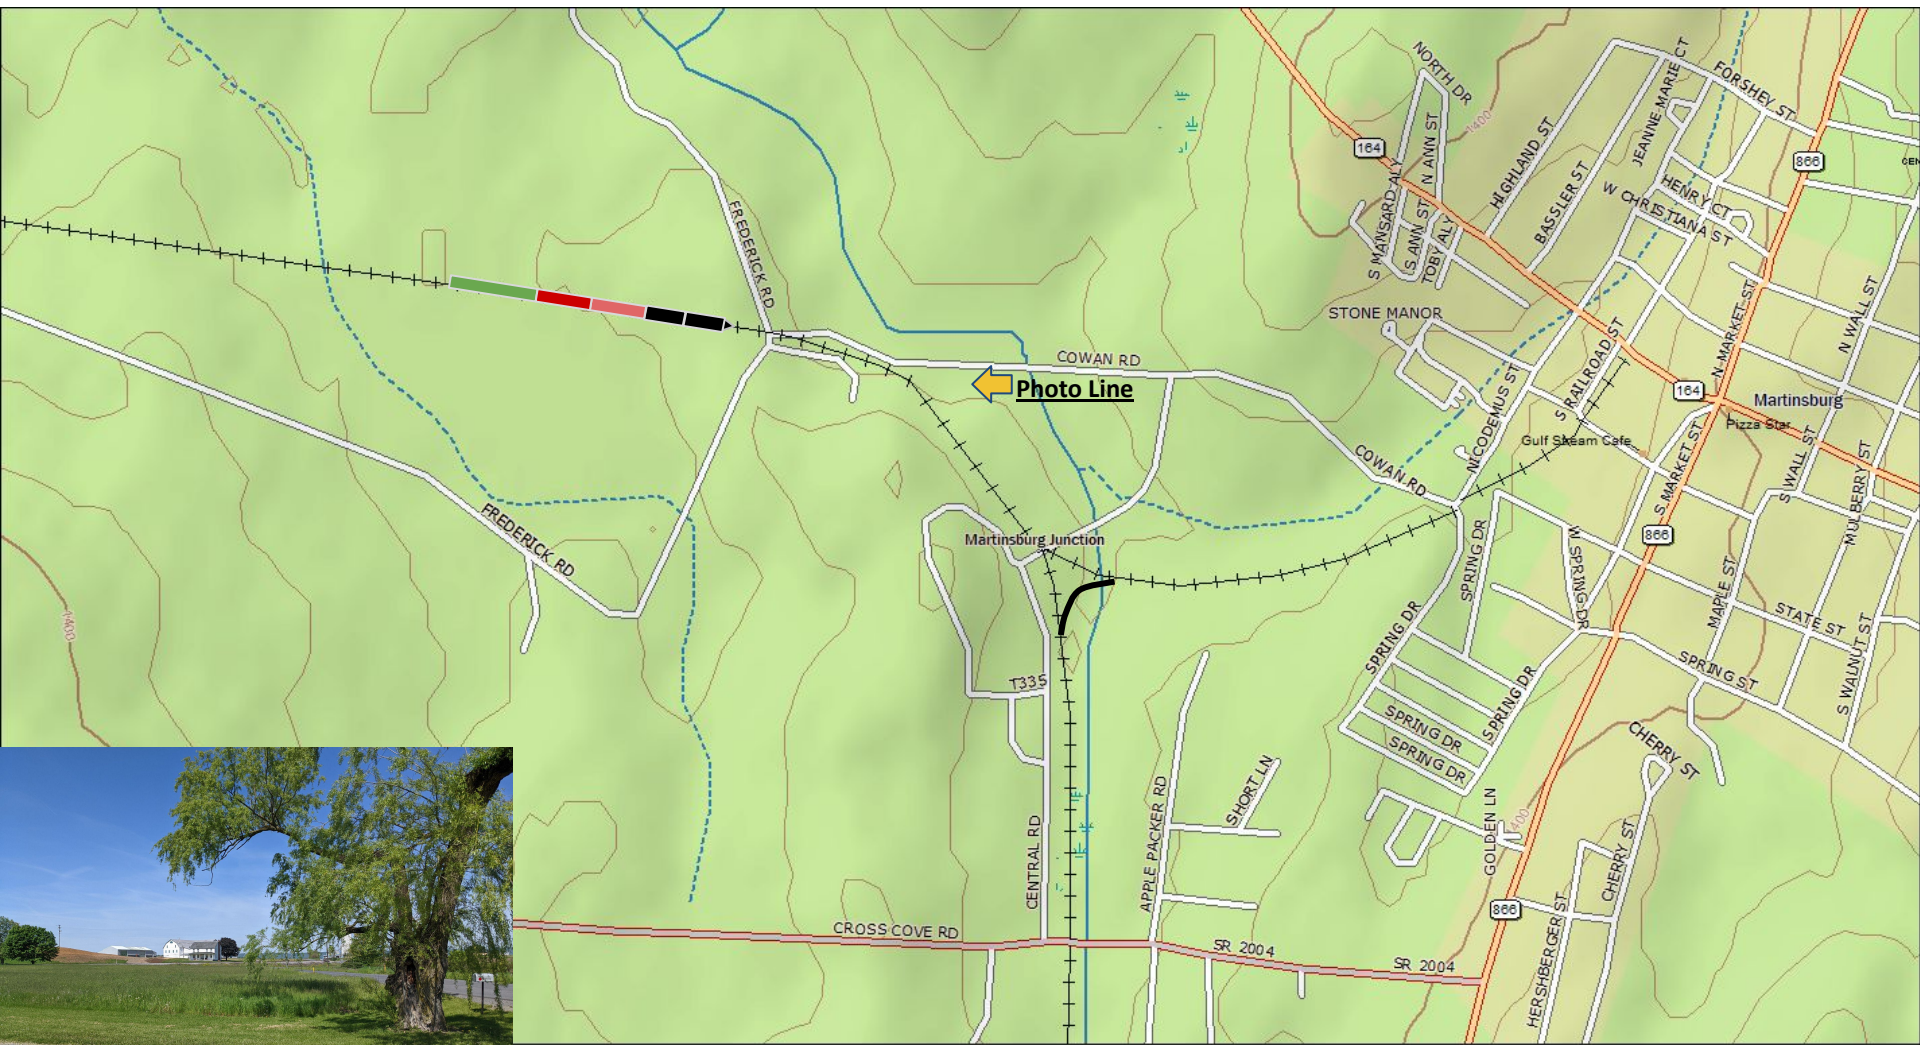 NORTH DR
JEANNE-MARIE CT
FORSHEY ST
1400
164
866
CEN
HIGHLAND ST
N ANN ST
BASSLER ST
HENRY CT
W CHRISTIANA ST
S MANSARD ALY
S ANN ST
TOBY ALY
FREDERICK RD
STONE MANOR
N MARKET ST
N WALL ST
COWAN RD
Photo Line
S RAILROAD ST
NICODEMUS ST
164
Martinsburg
Pizza Star
Gulf Stream Cafe
S MARKET ST
S WALL ST
MULBERRY ST
COWAN RD
FREDERICK RD
Martinsburg Junction
SPRING DR
W SPRING DR
866
MAPLE ST
STATE ST
S WALNUT ST
1400
SPRING DR
SPRING ST
T335
SPRING DR
SPRING DR
SPRING DR
CHERRY ST
SHORT LN
GOLDEN LN
1400
APPLE PACKER RD
CENTRAL RD
CHERRY ST
HERSHBERGER ST
866
CROSS COVE RD
SR 2004
SR 2004